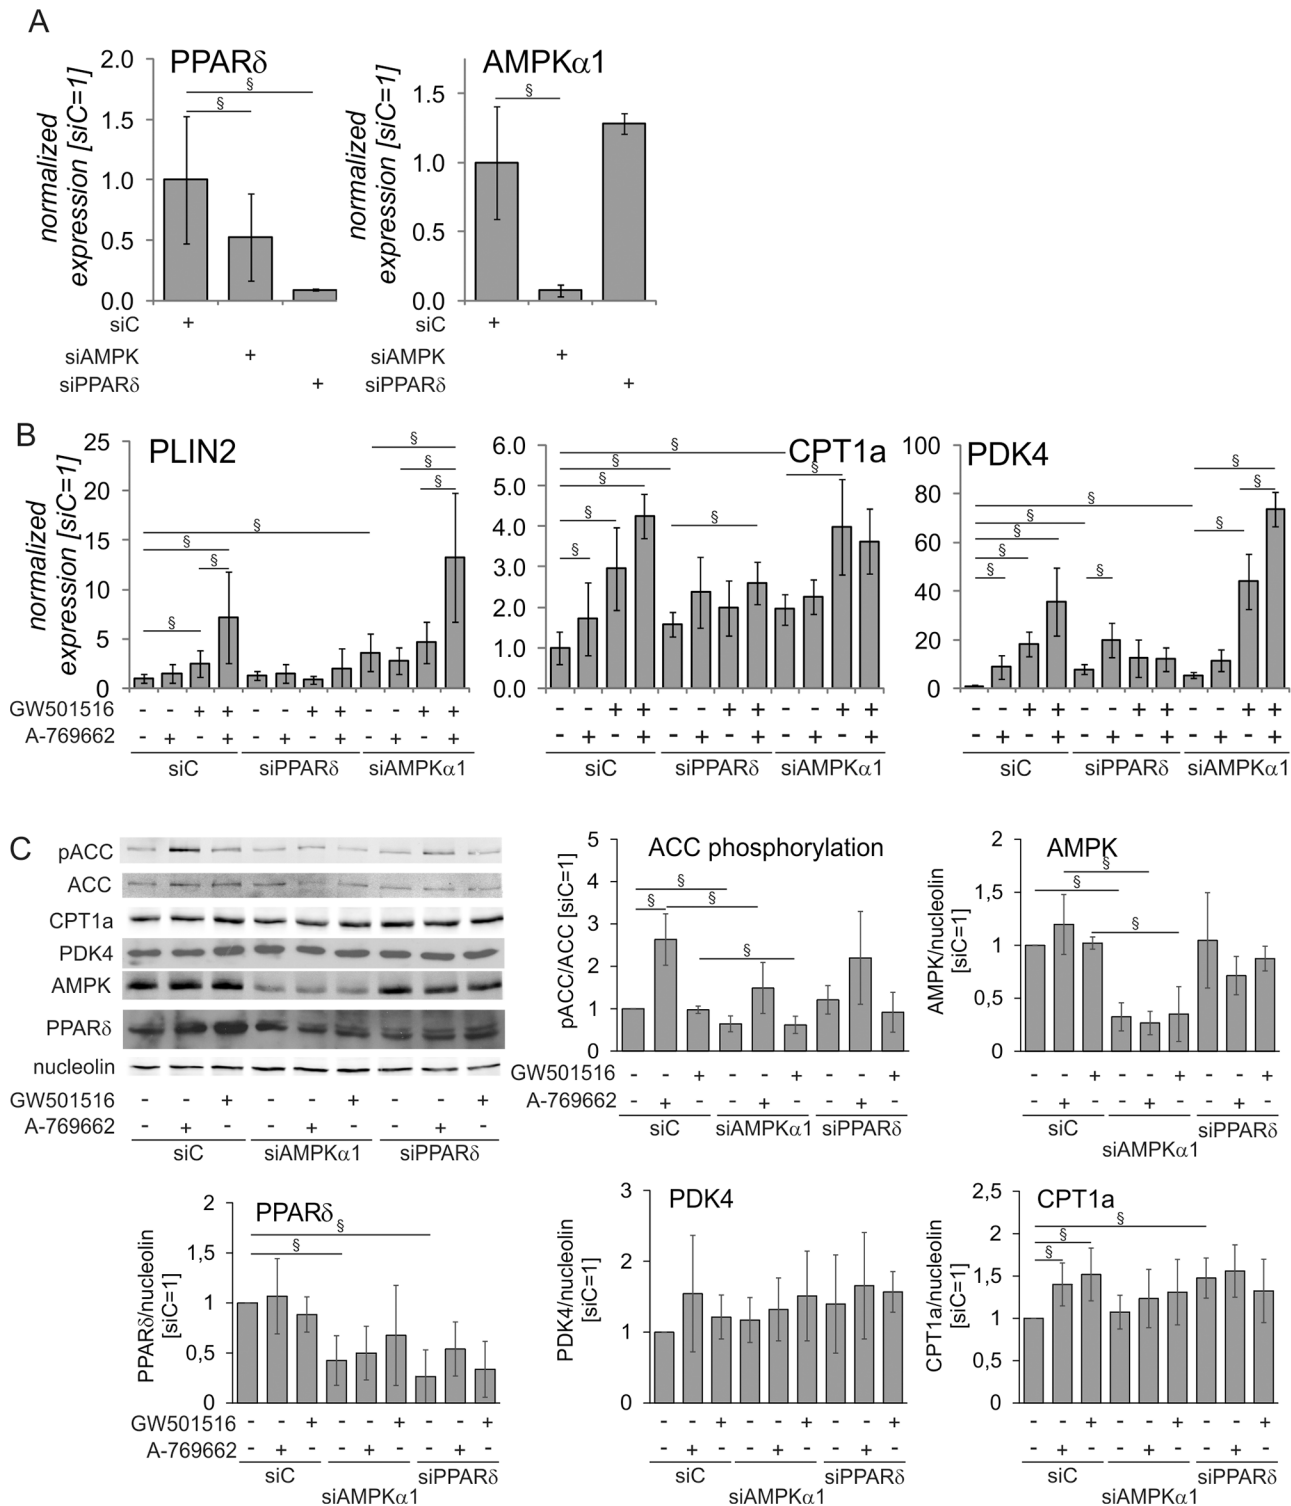 A
PPARδ
AMPKα1
normalized
expression [siC=1]
2.0
1.5
1.0
0.5
0.0
§
§
normalized
expression [siC=1]
1.5
1.0
0.5
0.0
§
siC + siC +
siAMPK + siAMPK +
siPPARδ + siPPARδ +
B
PLIN2
CPT1a
PDK4
normalized
expression [siC=1]
25
20
15
10
5
0
§ § § § § § § §
6.0
5.0
4.0
3.0
2.0
1.0
0.0
§ § § § § § §
100
80
60
40
20
0
§ § § § § § § § §
GW501516 - - + + - - + + - - + + - - + + - - + + - - + + - - + + - - + + - - + +
A-769662 - + - + - + - + - + - + - + - + - + - + - + - + - + - + - + - + - + - +
siC siPPARδ siAMPKα1 siC siPPARδ siAMPKα1 siC siPPARδ siAMPKα1
C
pACC
ACC
CPT1a
PDK4
AMPK
PPARδ
nucleolin
GW501516 - - + - - + - - +
A-769662 - + - - + - - + -
siC siAMPKα1 siPPARδ
ACC phosphorylation
pACC/ACC [siC=1]
5
4
3
2
1
0
§ § § §
GW501516 - - + - - + - - +
A-769662 - + - - + - - + -
siC siAMPKα1 siPPARδ
AMPK
AMPK/nucleolin
[siC=1]
2
1,5
1
0,5
0
§ § §
- - + - - + - - +
- + - - + - - + -
siC siPPARδ
siAMPKα1
PPARδ
PPARδ/nucleolin
[siC=1]
2
1,5
1
0,5
0
§ §
GW501516 - - + - - + - - +
A-769662 - + - - + - - + -
siC siPPARδ
siAMPKα1
PDK4
PDK4/nucleolin
[siC=1]
3
2
1
0
- - + - - + - - +
- + - - + - - + -
siC siPPARδ
siAMPKα1
CPT1a
CPT1a/nucleolin
[siC=1]
2,5
2
1,5
1
0,5
0
§ § §
- - + - - + - - +
- + - - + - - + -
siC siPPARδ
siAMPKα1